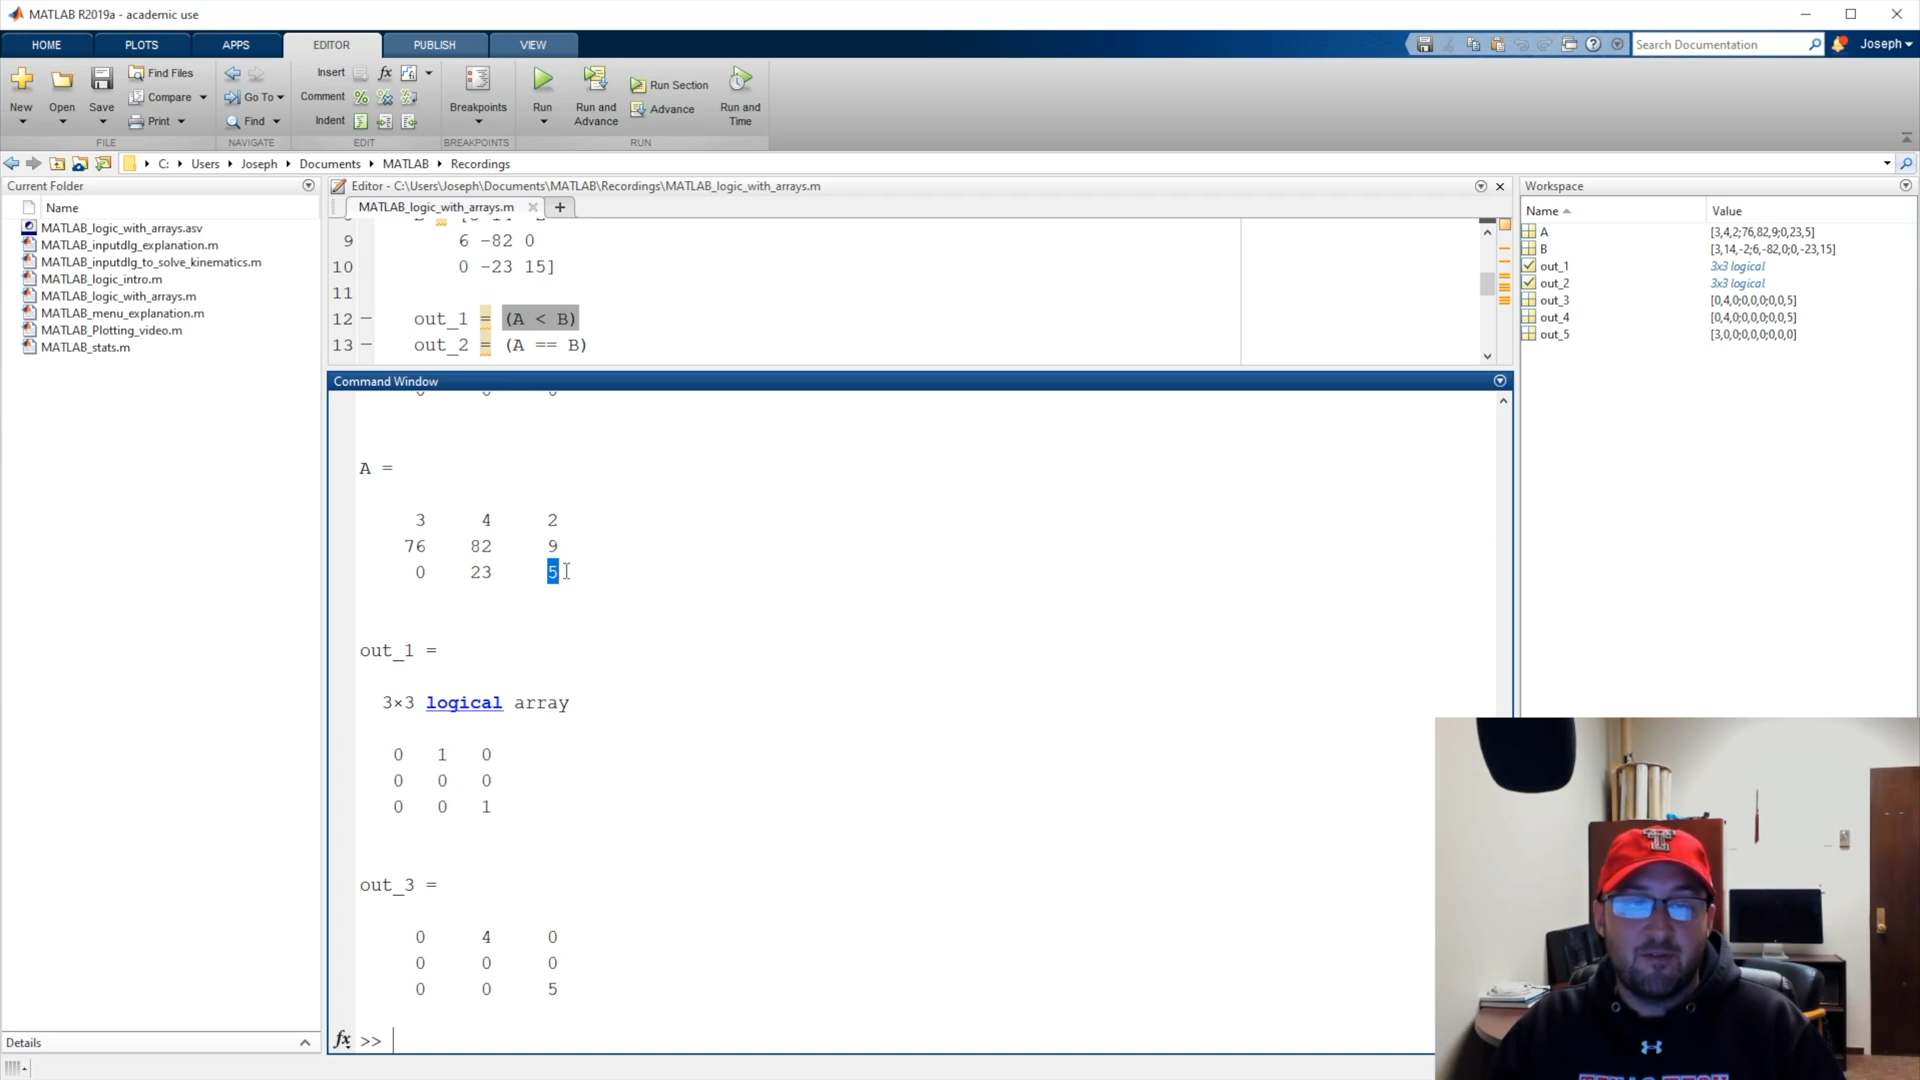 MATLAB R2019a - academic use
HOME PLOTS APPS EDITOR PUBLISH VIEW
Search Documentation
Joseph
New
Open
Save
Find Files
Compare
Print
FILE
Go To
Find
NAVIGATE
Insert
Comment
Indent
EDIT
fx
Breakpoints
BREAKPOINTS
Run
Run and Advance
Run Section
Advance
Run and Time
RUN
C: Users Joseph Documents MATLAB Recordings
Current Folder
Name
MATLAB_logic_with_arrays.asv
MATLAB_inputdlg_explanation.m
MATLAB_inputdlg_to_solve_kinematics.m
MATLAB_logic_intro.m
MATLAB_logic_with_arrays.m
MATLAB_menu_explanation.m
MATLAB_Plotting_video.m
MATLAB_stats.m
Details
Editor - C:\Users\Joseph\Documents\MATLAB\Recordings\MATLAB_logic_with_arrays.m
MATLAB_logic_with_arrays.m
9 6 -82 0
10 0 -23 15]
11
12 – out_1 = (A < B)
13 – out_2 = (A == B)
Command Window
A =
3 4 2
76 82 9
0 23 5
out_1 =
3×3 logical array
0 1 0
0 0 0
0 0 1
out_3 =
0 4 0
0 0 0
0 0 5
fx >>
Workspace
Name Value
A [3,4,2;76,82,9;0,23,5]
B [3,14,-2;6,-82,0;0,-23,15]
out_1 3x3 logical
out_2 3x3 logical
out_3 [0,4,0;0,0,0;0,0,5]
out_4 [0,4,0;0,0,0;0,0,5]
out_5 [3,0,0;0,0,0;0,0,0]